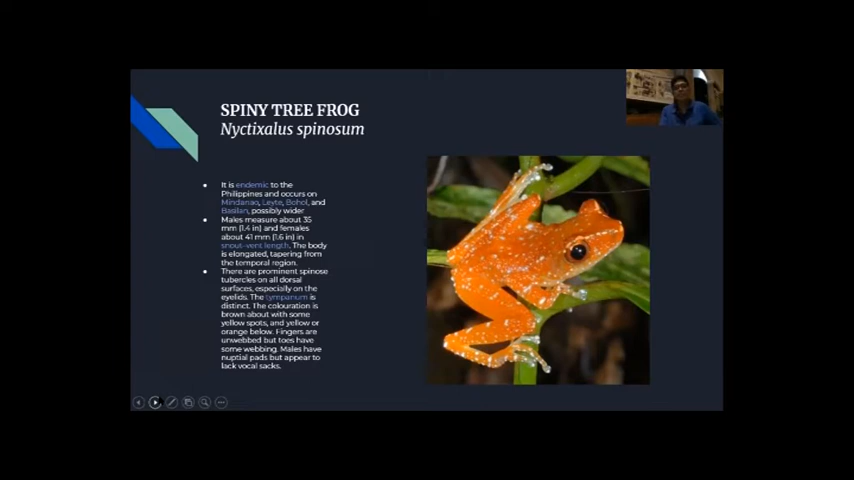 SPINY TREE FROG
Nyctixalus spinosum
It is endemic to the
Philippines and occurs on
Mindanao, Leyte, Bohol, and
Basilan, possibly wider
Males measure about 35
mm (1.4 in) and females
about 41 mm (1.6 in) in
snout-vent length. The body
is elongated, tapering from
the temporal region.
There are prominent spinose
tubercles on all dorsal
surfaces, especially on the
eyelids. The tympanum is
distinct. The colouration is
brown about with some
yellow spots, and yellow or
orange below. Fingers are
unwebbed but toes have
some webbing. Males have
nuptial pads but appear to
lack vocal sacks.